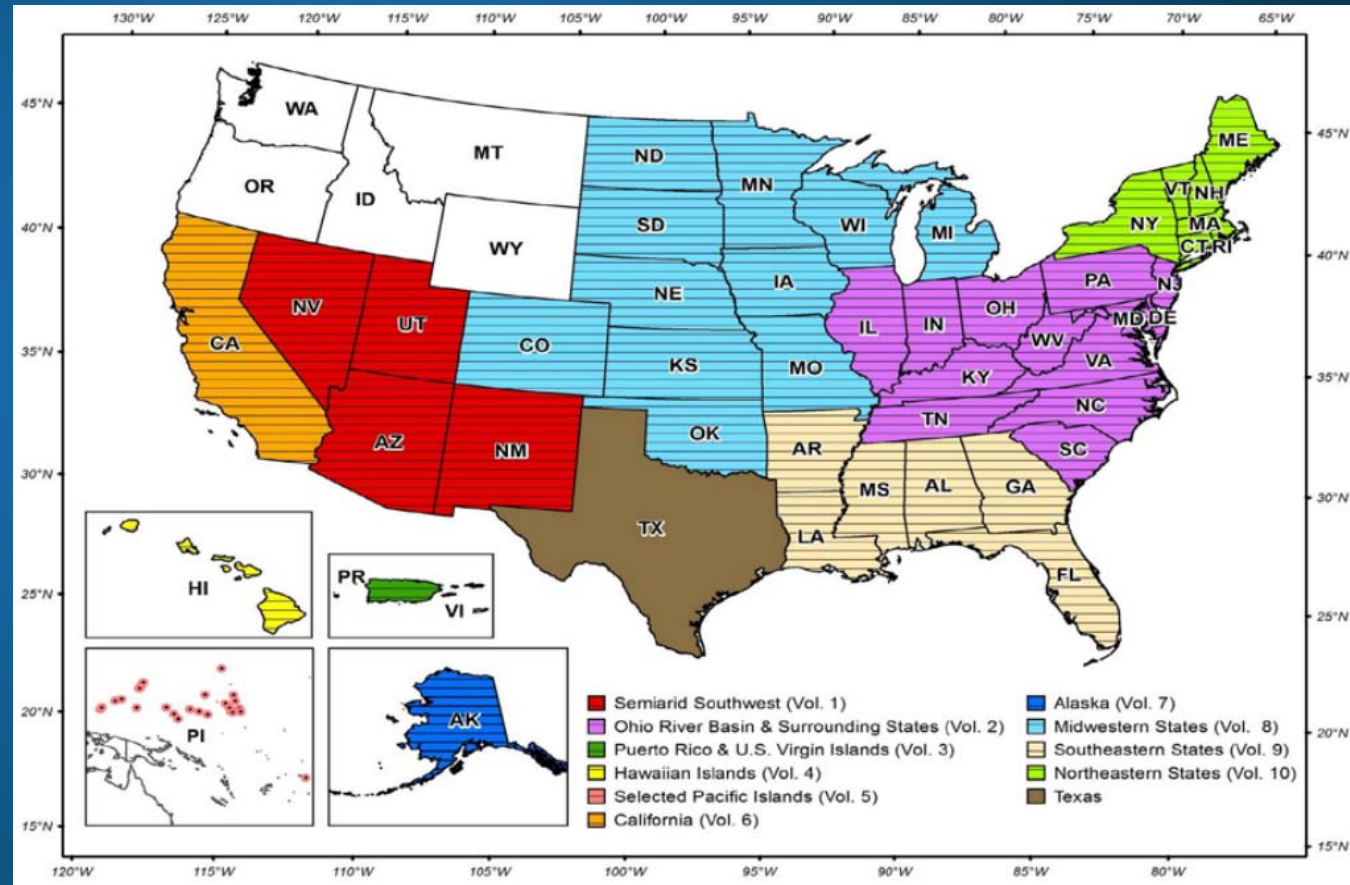 130°W 125°W 120°W 115°W 110°W 105°W 100°W 95°W 90°W 85°W 80°W 75°W 70°W 65°W
45°N
40°N
35°N
30°N
25°N
20°N
15°N
45°N
40°N
35°N
30°N
25°N
20°N
15°N
WA
MT
ND
MN
ME
OR
ID
WY
SD
WI
MI
VT
NH
NY
MA
CT
RI
NV
UT
CA
CO
NE
IA
KS
MO
IL
IN
OH
PA
NJ
MD
DE
WV
VA
KY
TN
NC
SC
AZ
NM
OK
AR
TX
LA
MS
AL
GA
FL
HI
PR
VI
PI
AK
Semiarid Southwest (Vol. 1)
Ohio River Basin & Surrounding States (Vol. 2)
Puerto Rico & U.S. Virgin Islands (Vol. 3)
Hawaiian Islands (Vol. 4)
Selected Pacific Islands (Vol. 5)
California (Vol. 6)
Alaska (Vol. 7)
Midwestern States (Vol. 8)
Southeastern States (Vol. 9)
Northeastern States (Vol. 10)
Texas
120°W 115°W 110°W 105°W 100°W 95°W 90°W 85°W 80°W